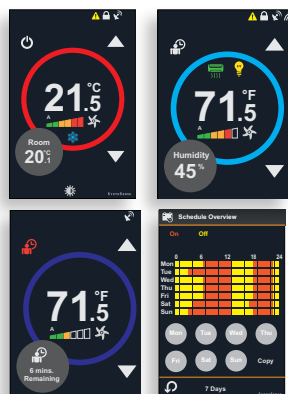 21.5 °C
A
Room
20.1 °C
71.5 °F
A
Humidity
45 %
71.5 °F
A
6 mins.
Remaining
Schedule Overview
On Off
0 6 12 18 24
Mon
Tue
Wed
Thu
Fri
Sat
Sun
Mon Tue Wed Thu
Fri Sat Sun Copy
7 Days